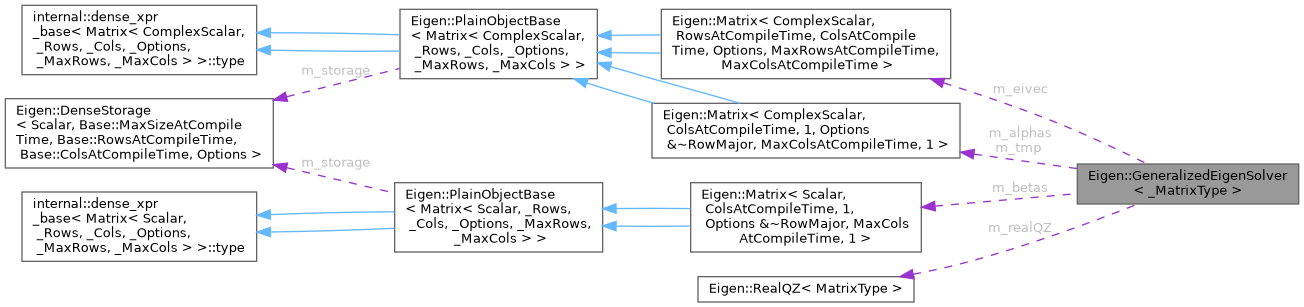 internal::dense_xpr
_base< Matrix< ComplexScalar,
_Rows, _Cols, _Options,
_MaxRows, _MaxCols > >::type
Eigen::PlainObjectBase
< Matrix< ComplexScalar,
_Rows, _Cols, _Options,
_MaxRows, _MaxCols > >
Eigen::Matrix< ComplexScalar,
RowsAtCompileTime, ColsAtCompile
Time, Options, MaxRowsAtCompileTime,
MaxColsAtCompileTime >
m_storage
m_eivec
Eigen::DenseStorage
< Scalar, Base::MaxSizeAtCompile
Time, Base::RowsAtCompileTime,
Base::ColsAtCompileTime, Options >
Eigen::Matrix< ComplexScalar,
ColsAtCompileTime, 1, Options
&~RowMajor, MaxColsAtCompileTime, 1 >
m_alphas
m_tmp
m_storage
Eigen::GeneralizedEigenSolver
< _MatrixType >
internal::dense_xpr
_base< Matrix< Scalar,
_Rows, _Cols, _Options,
_MaxRows, _MaxCols > >::type
Eigen::PlainObjectBase
< Matrix< Scalar, _Rows,
_Cols, _Options, _MaxRows,
_MaxCols > >
Eigen::Matrix< Scalar,
ColsAtCompileTime, 1,
Options &~RowMajor, MaxCols
AtCompileTime, 1 >
m_betas
m_realQZ
Eigen::RealQZ< MatrixType >